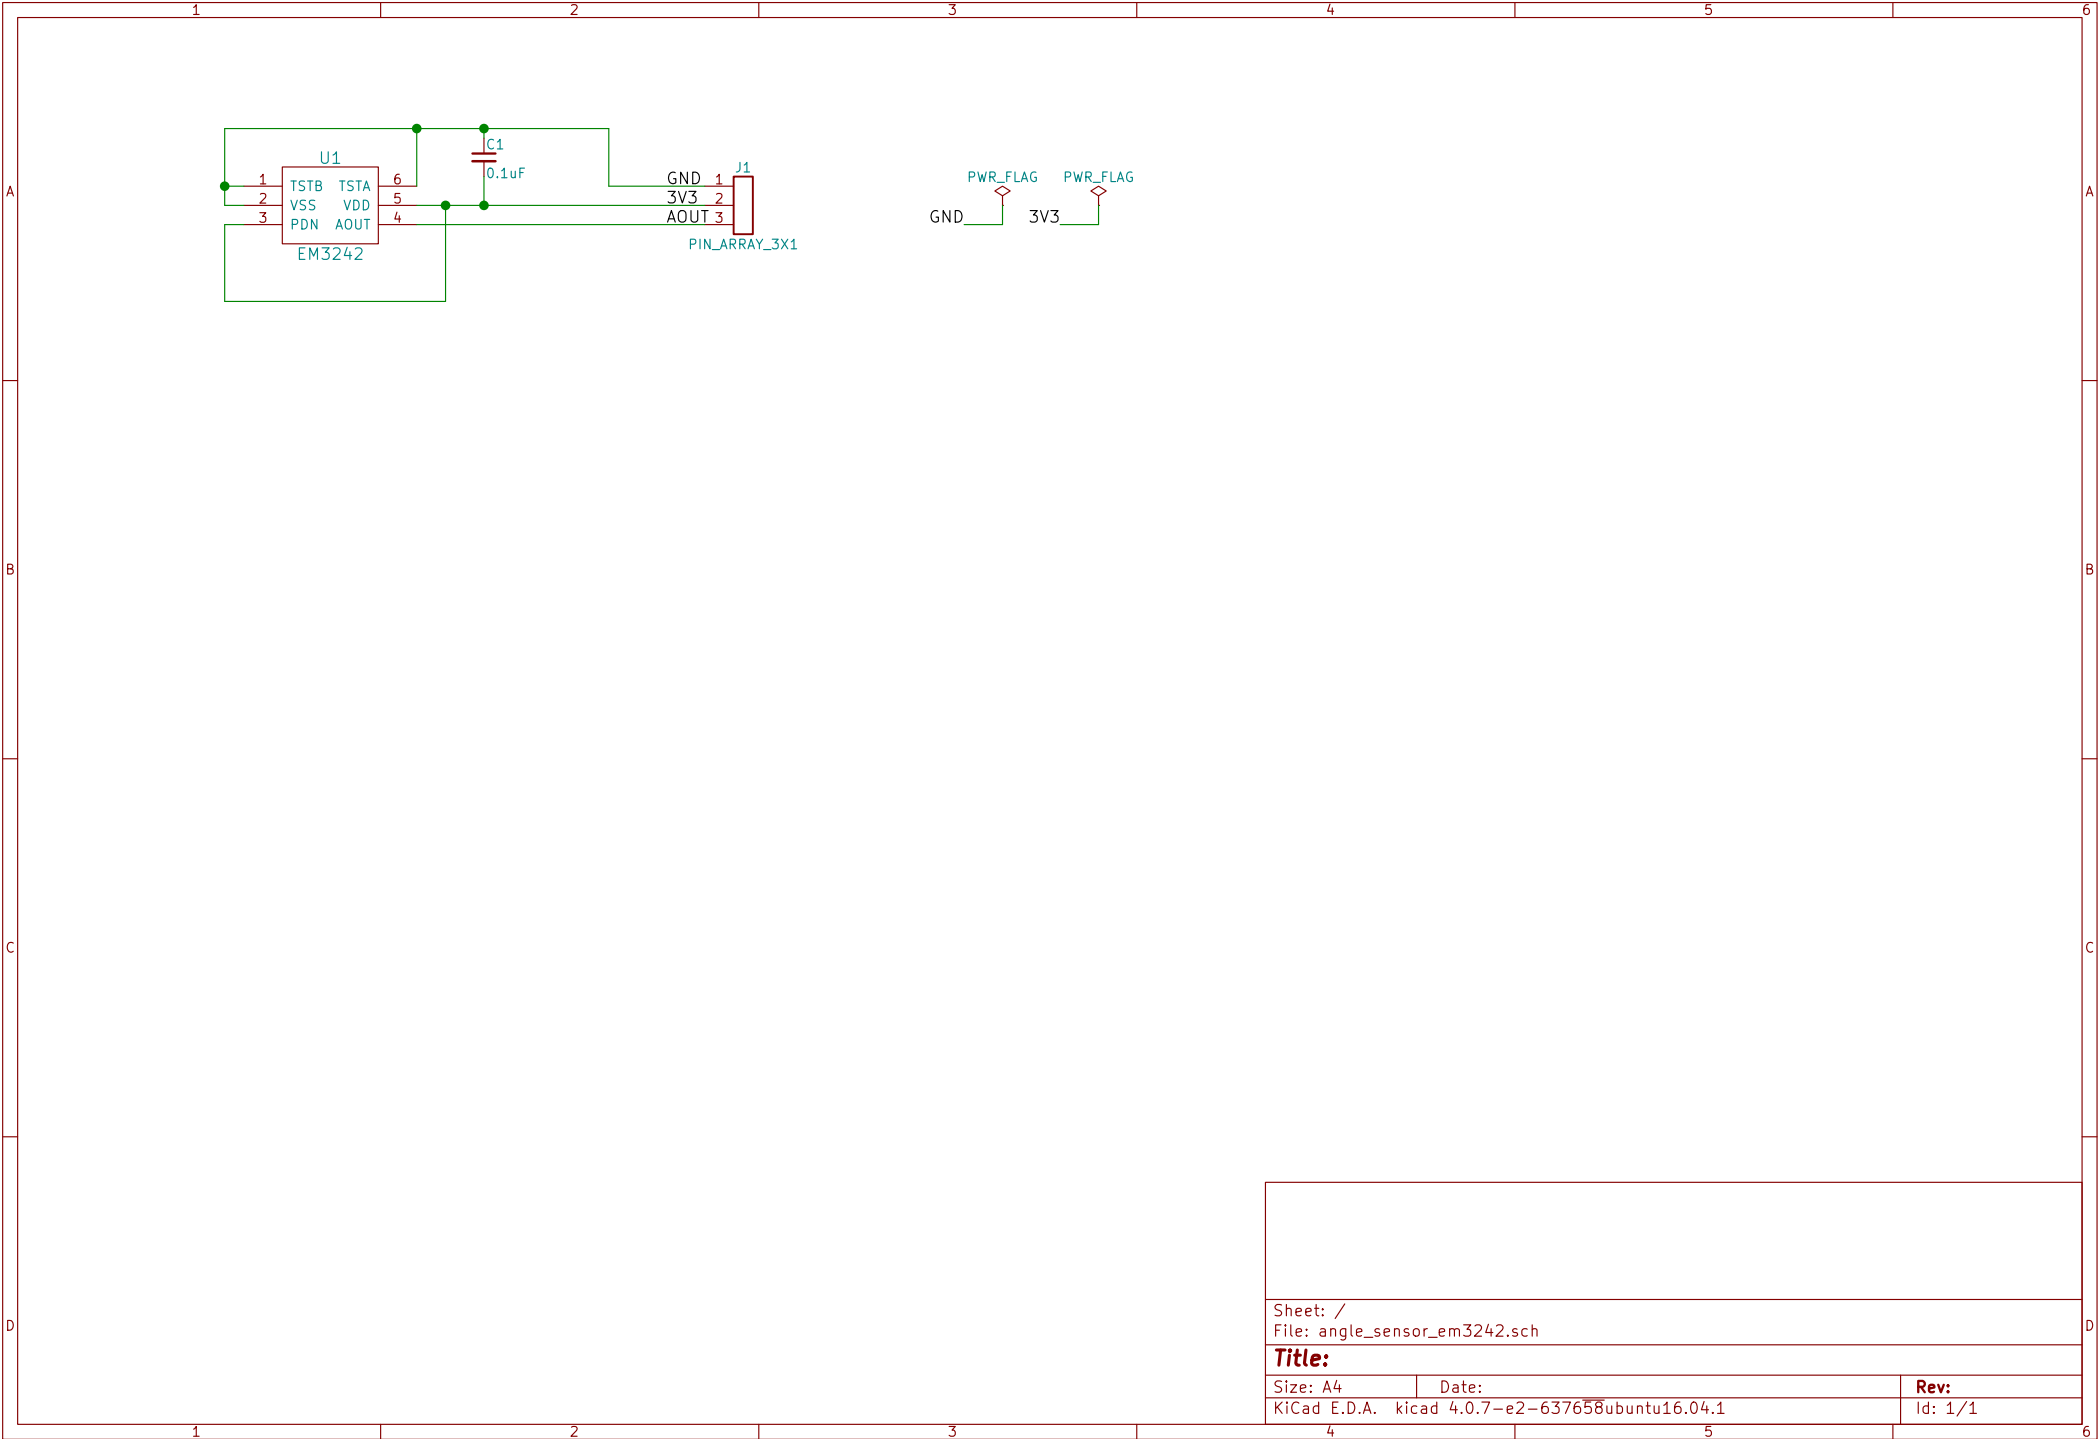 1 2 3 4 5 6
A A
B B
C C
D D
U1
1 TSTB TSTA 6
2 VSS VDD 5
3 PDN AOUT 4
EM3242
C1
0.1uF
J1
GND 1
3V3 2
AOUT 3
PIN_ARRAY_3X1
PWR_FLAG PWR_FLAG
GND 3V3
Sheet: /
File: angle_sensor_em3242.sch
Title:
Size: A4 Date: Rev:
KiCad E.D.A. kicad 4.0.7-e2-637658ubuntu16.04.1 Id: 1/1
1 2 3 4 5 6